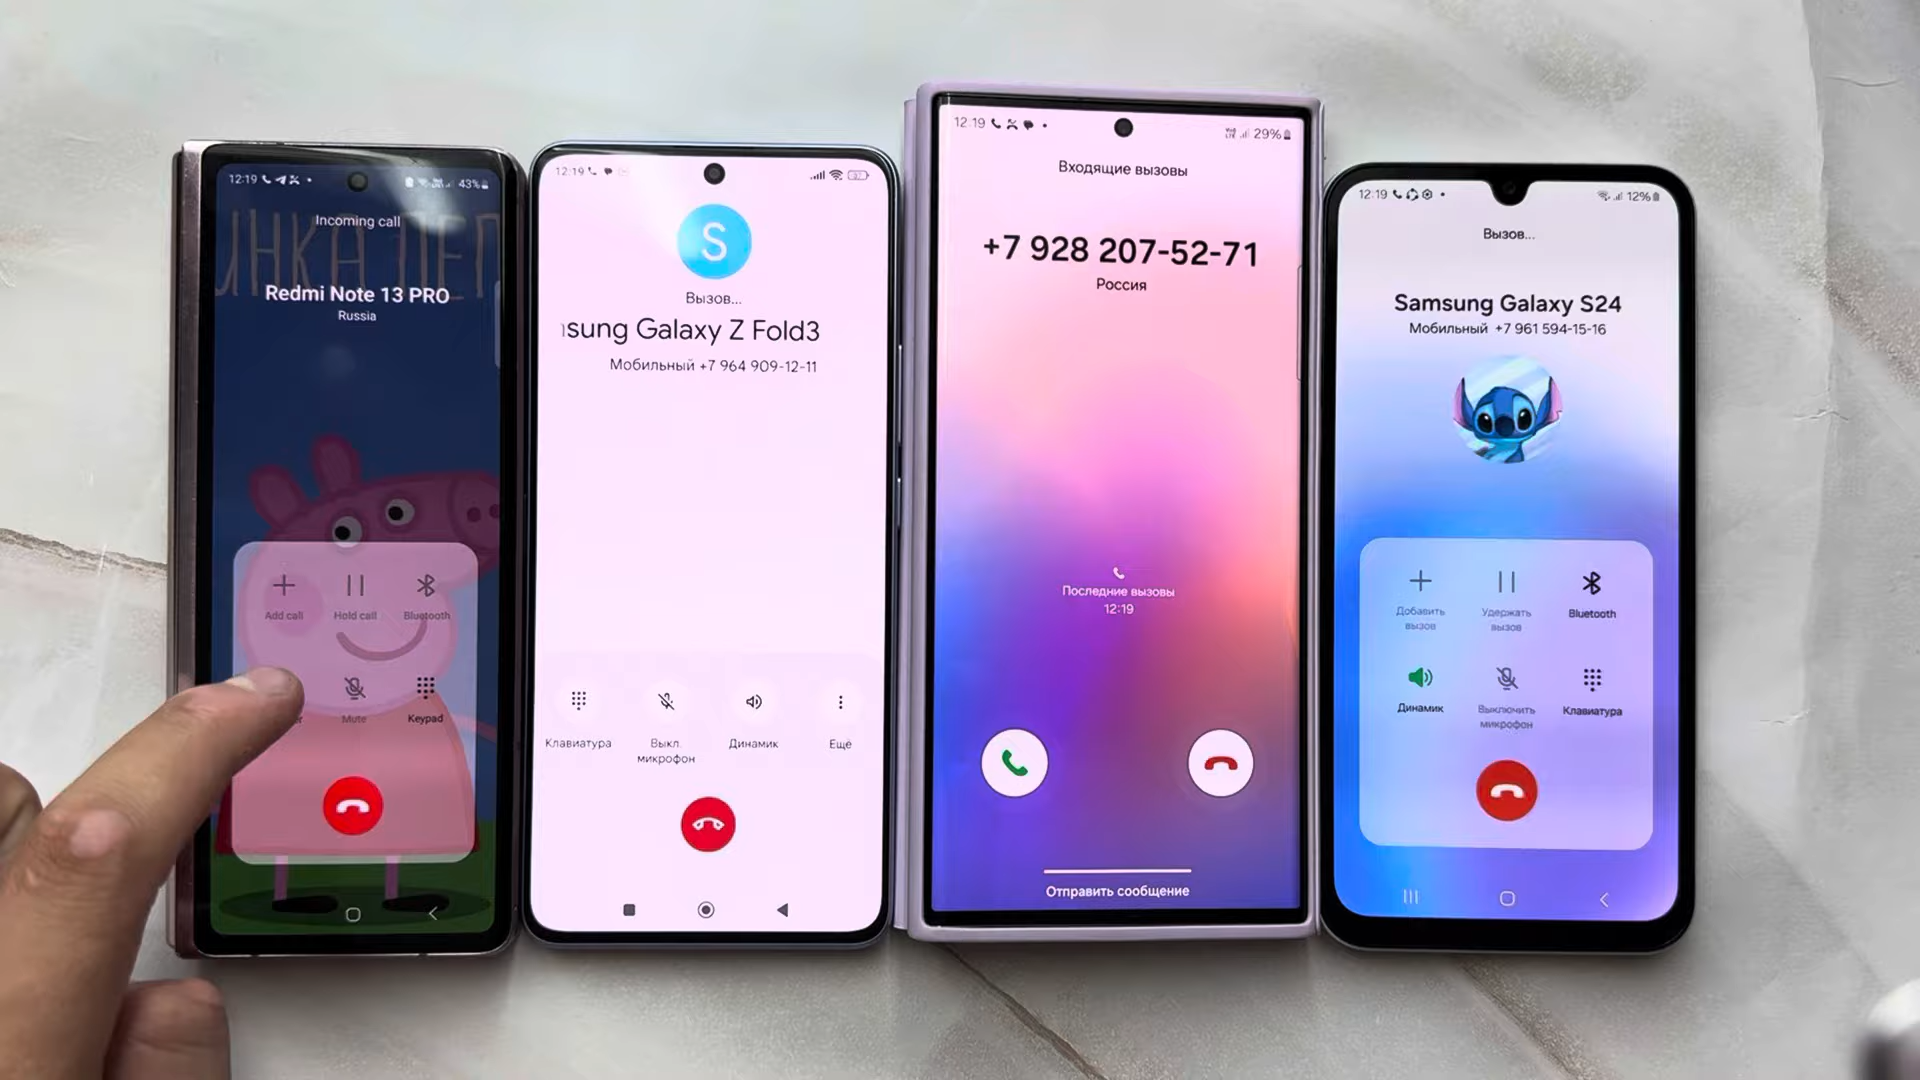 12:19
43%
Incoming call
ИНКА ПЕП
Redmi Note 13 PRO
Russia
Add call
Hold call
Bluetooth
Mute
Keypad
12:19
S
Вызов...
sung Galaxy Z Fold3
Мобильный +7 964 909-12-11
Клавиатура
Выкл.
микрофон
Динамик
Ещё
12:19
29%
Входящие вызовы
+7 928 207-52-71
Россия
Последние вызовы
12:19
Отправить сообщение
12:19
12%
Вызов...
Samsung Galaxy S24
Мобильный +7 961 594-15-16
Добавить
вызов
Удержать
вызов
Bluetooth
Динамик
Выключить
микрофон
Клавиатура